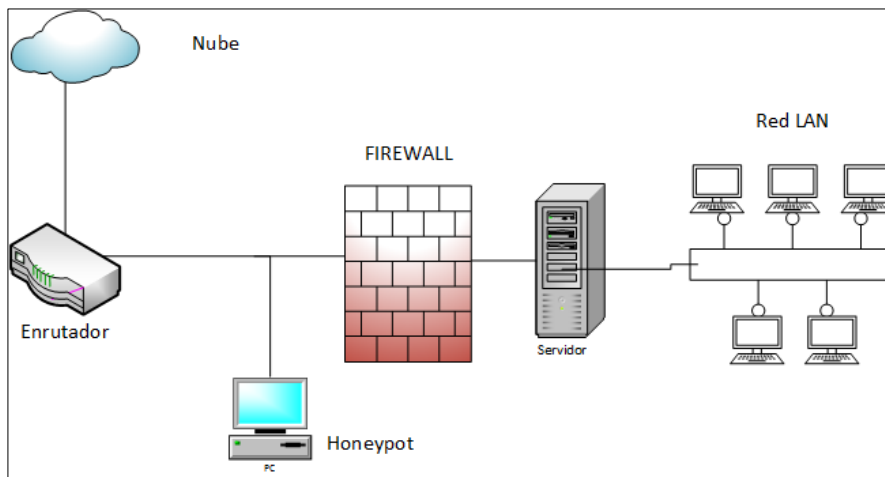 Nube
Red LAN
FIREWALL
Enrutador
Servidor
Honeypot
PC